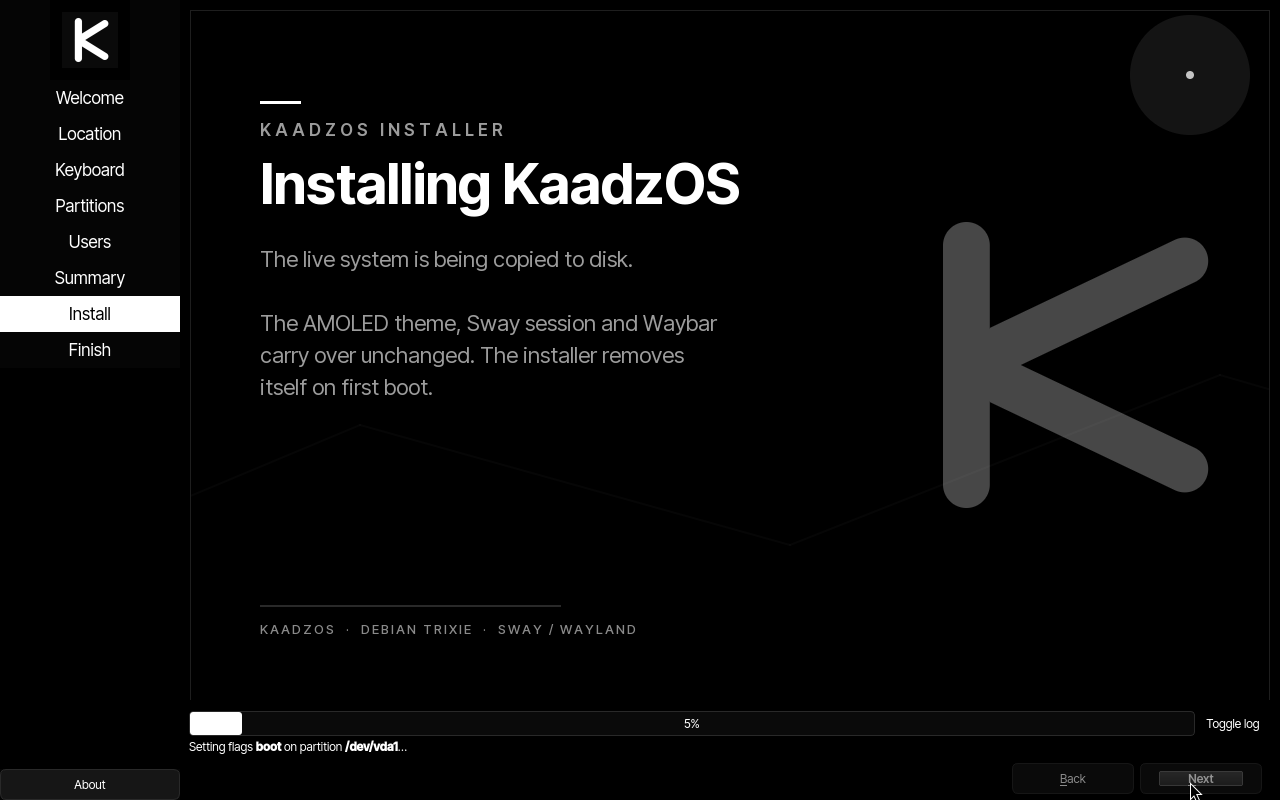 K
Welcome
Location
Keyboard
Partitions
Users
Summary
Install
Finish
KAADZOS INSTALLER
Installing KaadzOS
The live system is being copied to disk.
The AMOLED theme, Sway session and Waybar
carry over unchanged. The installer removes
itself on first boot.
K
KAADZOS · DEBIAN TRIXIE · SWAY / WAYLAND
5%
Toggle log
Setting flags boot on partition /dev/vda1...
About
Back
Next